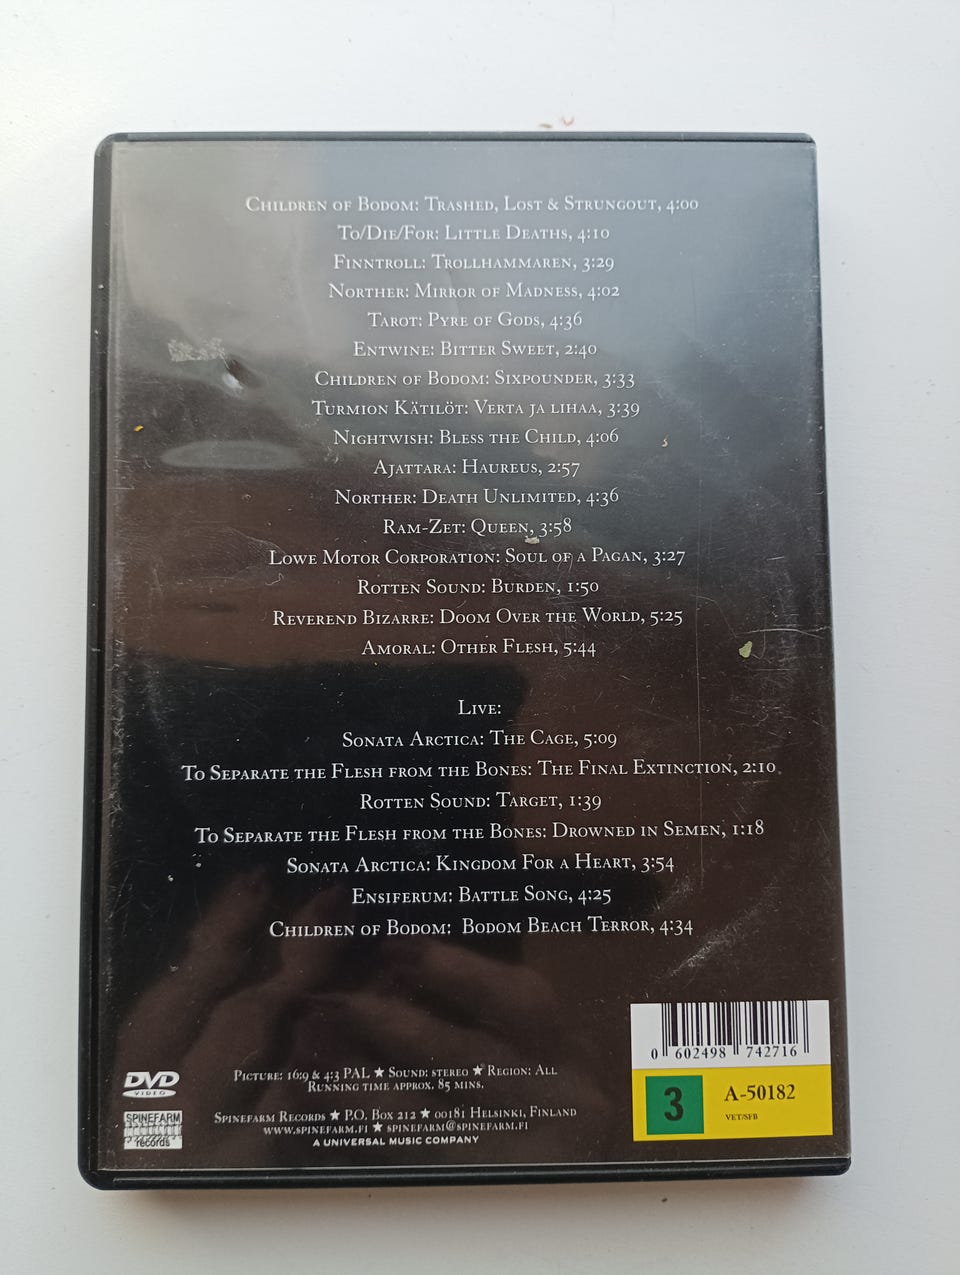 Children of Bodom: Trashed, Lost & Strungout, 4:00
To/Die/For: Little Deaths, 4:10
Finntroll: Trollhammaren, 3:29
Norther: Mirror of Madness, 4:02
Tarot: Pyre of Gods, 4:36
Entwine: Bitter Sweet, 2:40
Children of Bodom: Sixpounder, 3:33
Turmion Kätilöt: Verta ja lihaa, 3:39
Nightwish: Bless the Child, 4:06
Ajattara: Haureus, 2:57
Norther: Death Unlimited, 4:36
Ram-Zet: Queen, 3:58
Lowe Motor Corporation: Soul of a Pagan, 3:27
Rotten Sound: Burden, 1:50
Reverend Bizarre: Doom Over the World, 5:25
Amoral: Other Flesh, 5:44
Live:
Sonata Arctica: The Cage, 5:09
To Separate the Flesh from the Bones: The Final Extinction, 2:10
Rotten Sound: Target, 1:39
To Separate the Flesh from the Bones: Drowned in Semen, 1:18
Sonata Arctica: Kingdom For a Heart, 3:54
Ensiferum: Battle Song, 4:25
Children of Bodom: Bodom Beach Terror, 4:34
0 602498 742716
3 A-50182
VET/SFB
DVD
VIDEO
Picture: 16:9 & 4:3 PAL ★ Sound: stereo ★ Region: All
Running time approx. 85 mins.
SPINEFARM
records
Spinefarm Records ★ P.O. Box 212 ★ 00181 Helsinki, Finland
www.spinefarm.fi ★ spinefarm@spinefarm.fi
A UNIVERSAL MUSIC COMPANY